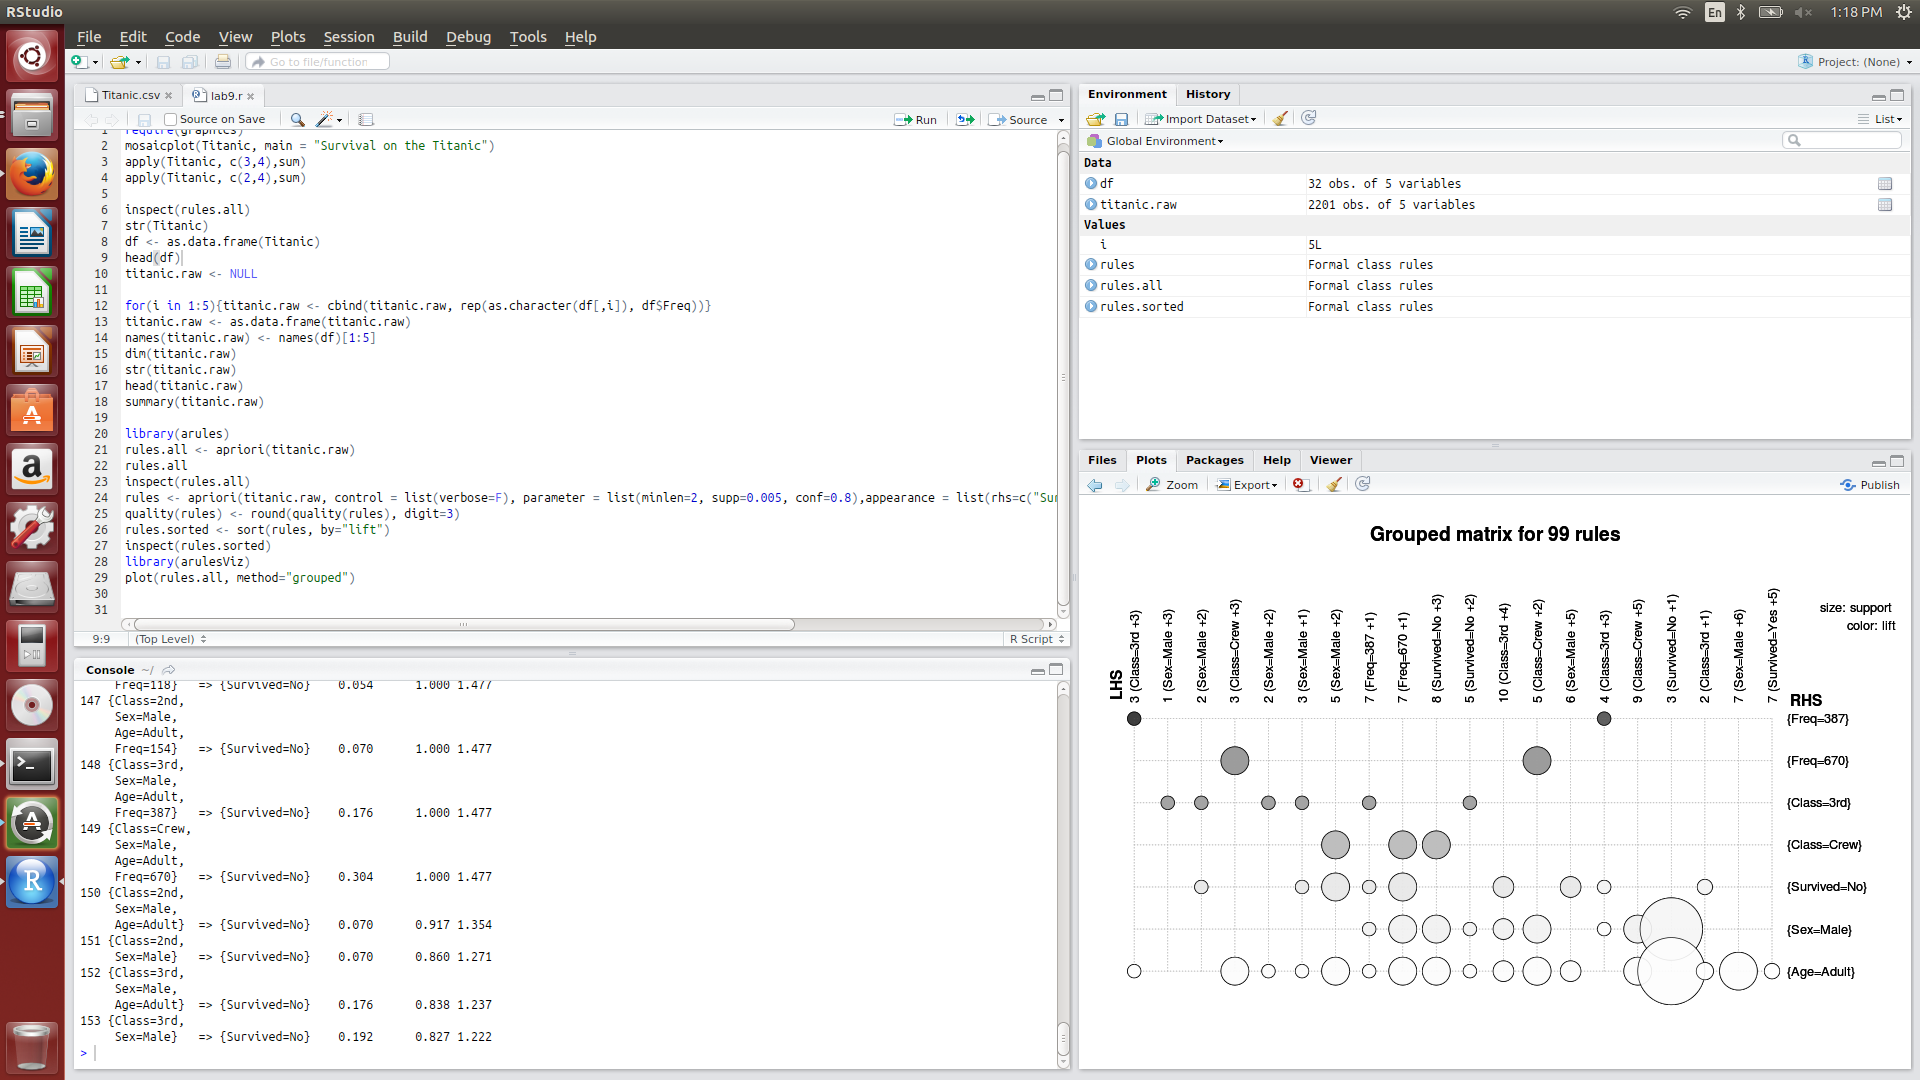 RStudio
En
1:18 PM
File Edit Code View Plots Session Build Debug Tools Help
Go to file/function
Project: (None)
Titanic.csv
lab9.r
Source on Save
Run
Source
1 require(graphics)
2 mosaicplot(Titanic, main = "Survival on the Titanic")
3 apply(Titanic, c(3,4),sum)
4 apply(Titanic, c(2,4),sum)
5
6 inspect(rules.all)
7 str(Titanic)
8 df <- as.data.frame(Titanic)
9 head(df)
10 titanic.raw <- NULL
11
12 for(i in 1:5){titanic.raw <- cbind(titanic.raw, rep(as.character(df[,i]), df$Freq))}
13 titanic.raw <- as.data.frame(titanic.raw)
14 names(titanic.raw) <- names(df)[1:5]
15 dim(titanic.raw)
16 str(titanic.raw)
17 head(titanic.raw)
18 summary(titanic.raw)
19
20 library(arules)
21 rules.all <- apriori(titanic.raw)
22 rules.all
23 inspect(rules.all)
24 rules <- apriori(titanic.raw, control = list(verbose=F), parameter = list(minlen=2, supp=0.005, conf=0.8),appearance = list(rhs=c("Su
25 quality(rules) <- round(quality(rules), digit=3)
26 rules.sorted <- sort(rules, by="lift")
27 inspect(rules.sorted)
28 library(arulesViz)
29 plot(rules.all, method="grouped")
30
31
9:9 (Top Level) R Script
Console ~/
Freq=118} => {Survived=No} 0.054 1.000 1.477
147 {Class=2nd,
Sex=Male,
Age=Adult,
Freq=154} => {Survived=No} 0.070 1.000 1.477
148 {Class=3rd,
Sex=Male,
Age=Adult,
Freq=387} => {Survived=No} 0.176 1.000 1.477
149 {Class=Crew,
Sex=Male,
Age=Adult,
Freq=670} => {Survived=No} 0.304 1.000 1.477
150 {Class=2nd,
Sex=Male,
Age=Adult} => {Survived=No} 0.070 0.917 1.354
151 {Class=2nd,
Sex=Male} => {Survived=No} 0.070 0.860 1.271
152 {Class=3rd,
Sex=Male,
Age=Adult} => {Survived=No} 0.176 0.838 1.237
153 {Class=3rd,
Sex=Male} => {Survived=No} 0.192 0.827 1.222
>
Environment History
Import Dataset
List
Global Environment
Data
df 32 obs. of 5 variables
titanic.raw 2201 obs. of 5 variables
Values
i 5L
rules Formal class rules
rules.all Formal class rules
rules.sorted Formal class rules
Files Plots Packages Help Viewer
Zoom
Export
Publish
Grouped matrix for 99 rules
size: support
color: lift
LHS
3 (Class=3rd +3)
1 (Sex=Male +3)
2 (Sex=Male +2)
3 (Class=Crew +3)
2 (Sex=Male +2)
3 (Sex=Male +1)
5 (Sex=Male +2)
7 (Freq=387 +1)
7 (Freq=670 +1)
8 (Survived=No +3)
5 (Survived=No +2)
10 (Class=3rd +4)
5 (Class=Crew +2)
6 (Sex=Male +5)
4 (Class=3rd +3)
9 (Class=Crew +5)
3 (Survived=No +1)
2 (Class=3rd +1)
7 (Sex=Male +6)
7 (Survived=Yes +5)
RHS
{Freq=387}
{Freq=670}
{Class=3rd}
{Class=Crew}
{Survived=No}
{Sex=Male}
{Age=Adult}